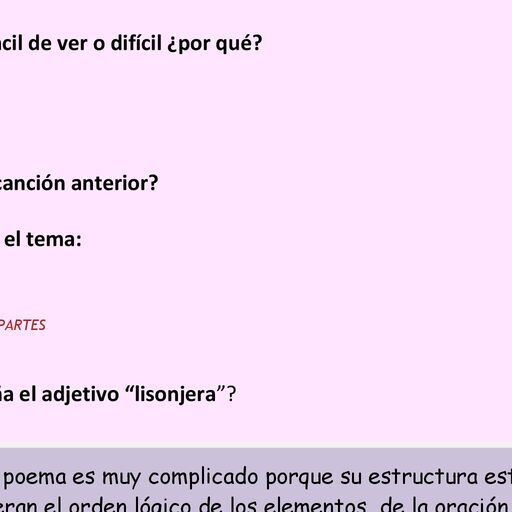 cil de ver o difícil ¿por qué?
canción anterior?
el tema:
PARTES
a el adjetivo “lisonjera”?
poema es muy complicado porque su estructura est
eran el orden lógico de los elementos de la oración